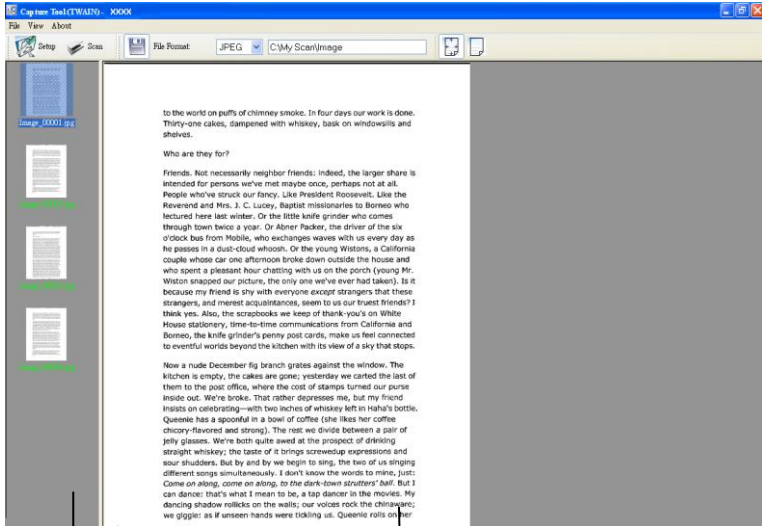 Capture Tool(TWAIN)- XXXX
File View About
Setup Scan File Format: JPEG C:\My Scan\Image
Image_00001.jpg
to the world on puffs of chimney smoke. In four days our work is done.
Thirty-one cakes, dampened with whiskey, bask on windowsills and
shelves.
Who are they for?
Friends. Not necessarily neighbor friends: indeed, the larger share is
intended for persons we've met maybe once, perhaps not at all.
People who've struck our fancy. Like President Roosevelt. Like the
Reverend and Mrs. J. C. Lucey, Baptist missionaries to Borneo who
lectured here last winter. Or the little knife grinder who comes
through town twice a year. Or Abner Packer, the driver of the six
o'clock bus from Mobile, who exchanges waves with us every day as
he passes in a dust-cloud whoosh. Or the young Wistons, a California
couple whose car one afternoon broke down outside the house and
who spent a pleasant hour chatting with us on the porch (young Mr.
Wiston snapped our picture, the only one we've ever had taken). Is it
because my friend is shy with everyone except strangers that these
strangers, and merest acquaintances, seem to us our truest friends? I
think yes. Also, the scrapbooks we keep of thank-you's on White
House stationery, time-to-time communications from California and
Borneo, the knife grinder's penny post cards, make us feel connected
to eventful worlds beyond the kitchen with its view of a sky that stops.
Now a nude December fig branch grates against the window. The
kitchen is empty, the cakes are gone; yesterday we carted the last of
them to the post office, where the cost of stamps turned our purse
inside out. We're broke. That rather depresses me, but my friend
insists on celebrating—with two inches of whiskey left in Haha's bottle.
Queenie has a spoonful in a bowl of coffee (she likes her coffee
chicory-flavored and strong). The rest we divide between a pair of
jelly glasses. We're both quite awed at the prospect of drinking
straight whiskey; the taste of it brings screwedup expressions and
sour shudders. But by and by we begin to sing, the two of us singing
different songs simultaneously. I don't know the words to mine, just:
Come on along, come on along, to the dark-town strutters' ball. But I
can dance: that's what I mean to be, a tap dancer in the movies. My
dancing shadow rollicks on the walls; our voices rock the chinaware;
we giggle: as if unseen hands were tickling us. Queenie rolls on her